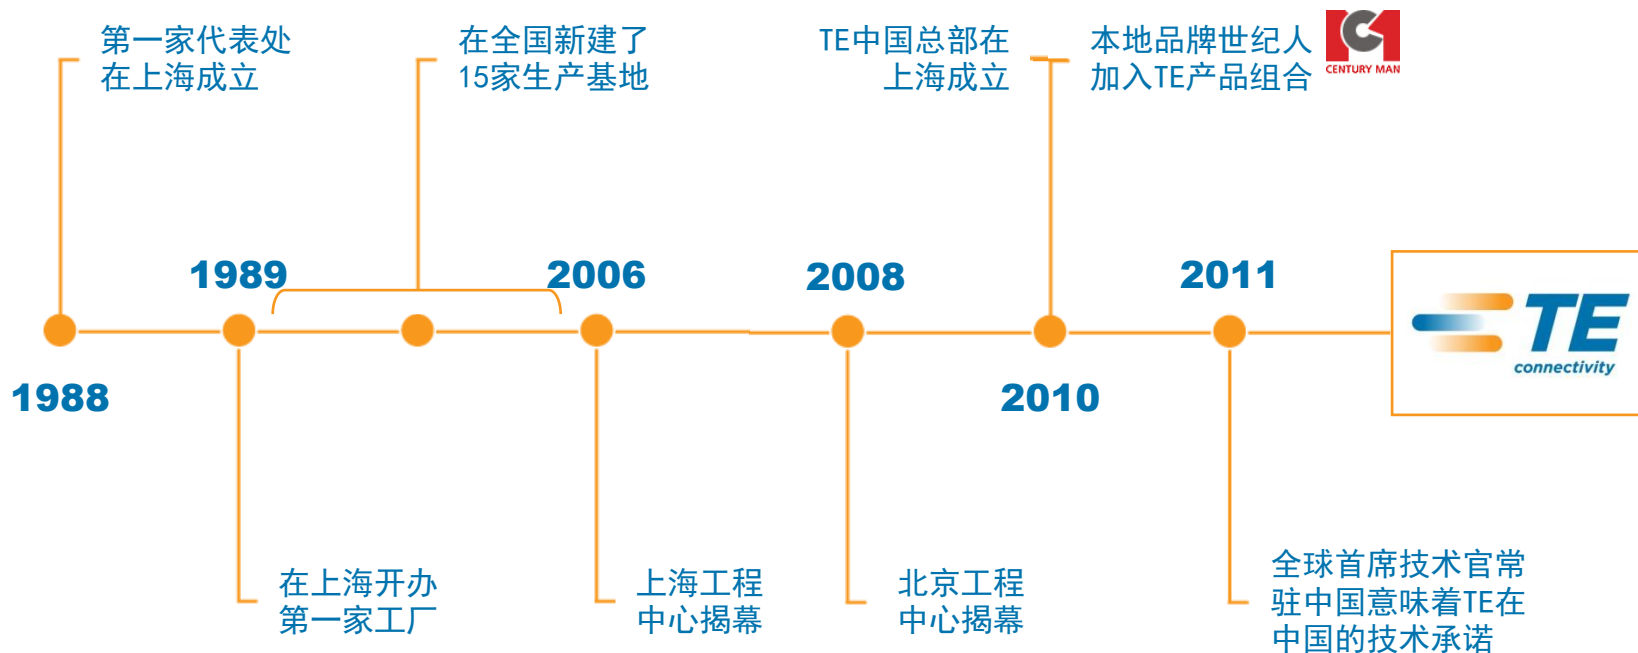 第一家代表处
在上海成立
在全国新建了
15家生产基地
TE中国总部在
上海成立
本地品牌世纪人
加入TE产品组合
CENTURY MAN
1989
2006
2008
2011
TE
connectivity
1988
2010
在上海开办
第一家工厂
上海工程
中心揭幕
北京工程
中心揭幕
全球首席技术官常
驻中国意味着TE在
中国的技术承诺